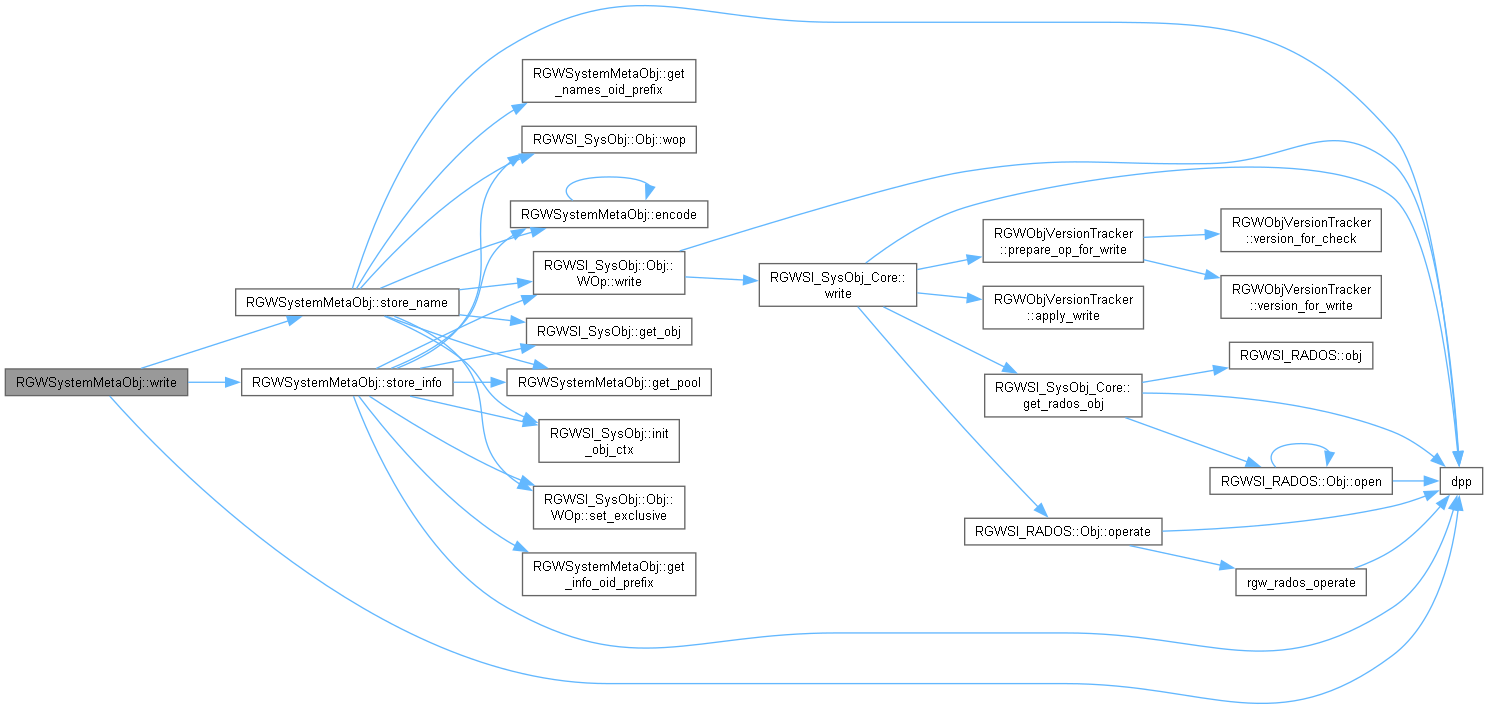 RGWSystemMetaObj::write
RGWSystemMetaObj::store_name
RGWSystemMetaObj::store_info
RGWSystemMetaObj::get
_names_oid_prefix
RGWSI_SysObj::Obj::wop
RGWSystemMetaObj::encode
RGWSI_SysObj::Obj::
WOp::write
RGWSI_SysObj::get_obj
RGWSystemMetaObj::get_pool
RGWSI_SysObj::init
_obj_ctx
RGWSI_SysObj::Obj::
WOp::set_exclusive
RGWSystemMetaObj::get
_info_oid_prefix
RGWSI_SysObj_Core::
write
RGWObjVersionTracker
::prepare_op_for_write
RGWObjVersionTracker
::apply_write
RGWSI_SysObj_Core::
get_rados_obj
RGWSI_RADOS::Obj::operate
RGWObjVersionTracker
::version_for_check
RGWObjVersionTracker
::version_for_write
RGWSI_RADOS::obj
RGWSI_RADOS::Obj::open
rgw_rados_operate
dpp